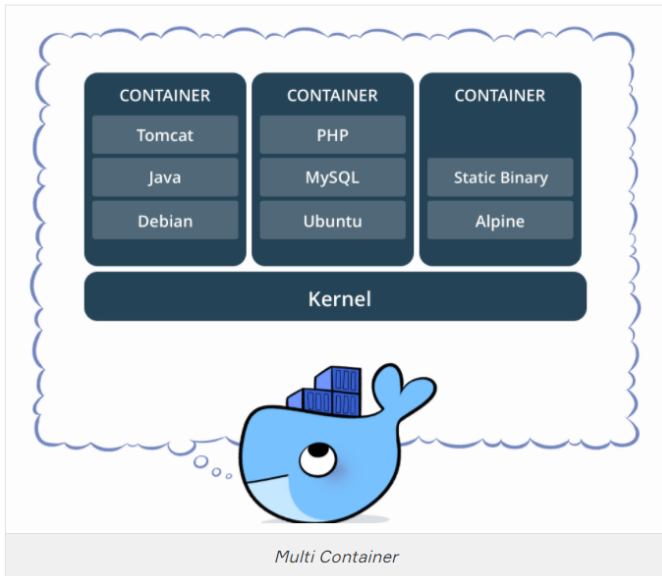 CONTAINER
Tomcat
Java
Debian
CONTAINER
PHP
MySQL
Ubuntu
CONTAINER
Static Binary
Alpine
Kernel
Multi Container